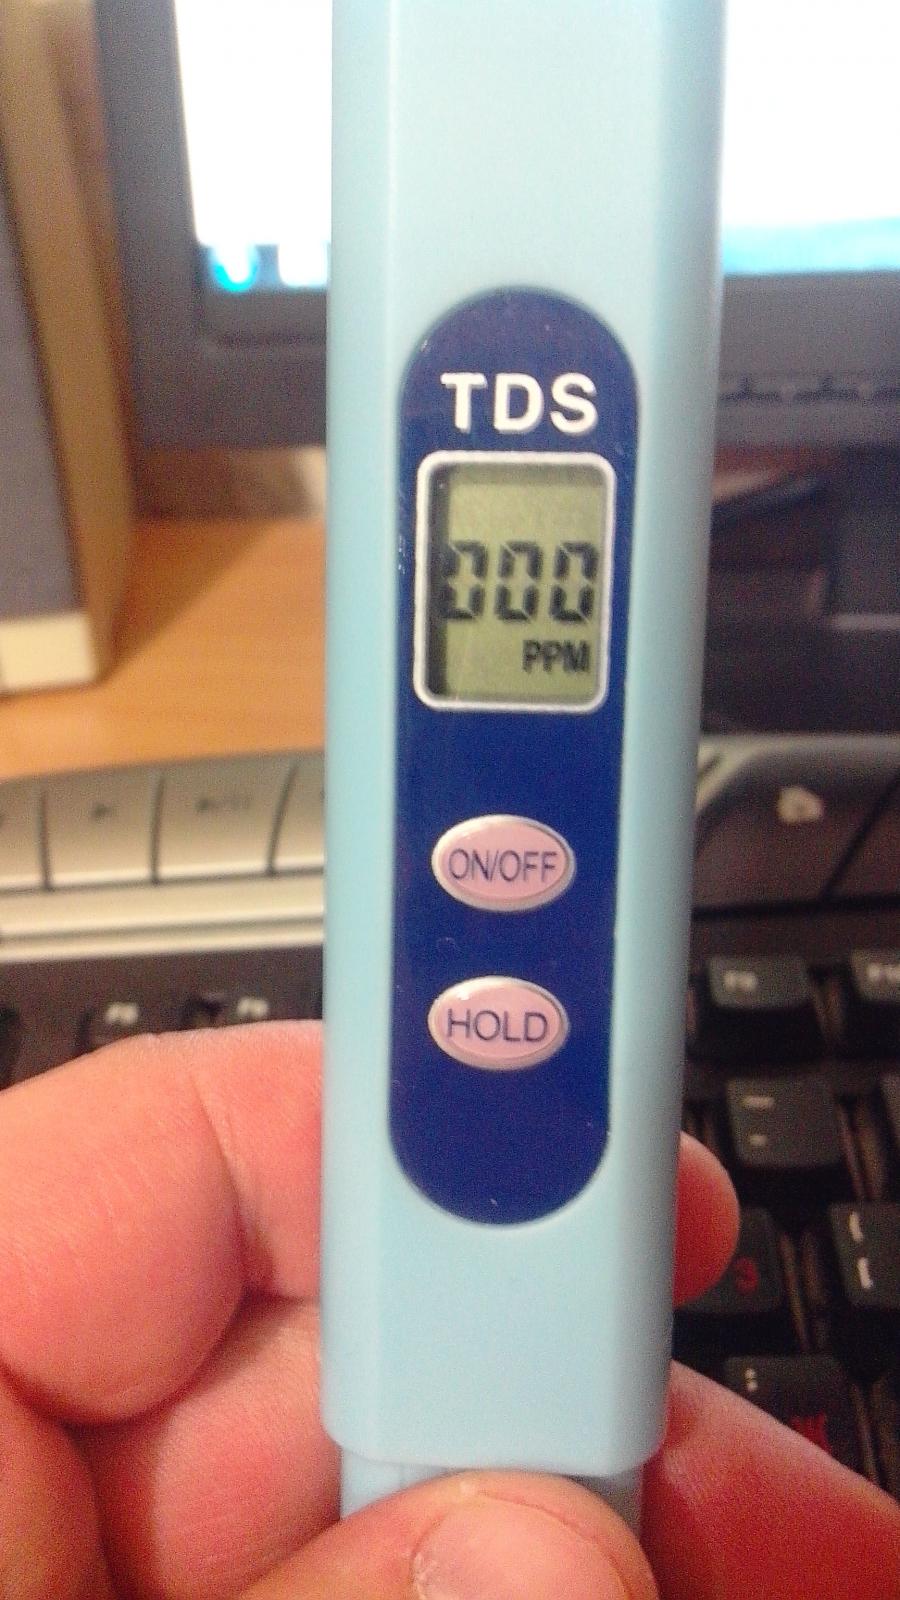 TDS
000
PPM
ON/OFF
HOLD